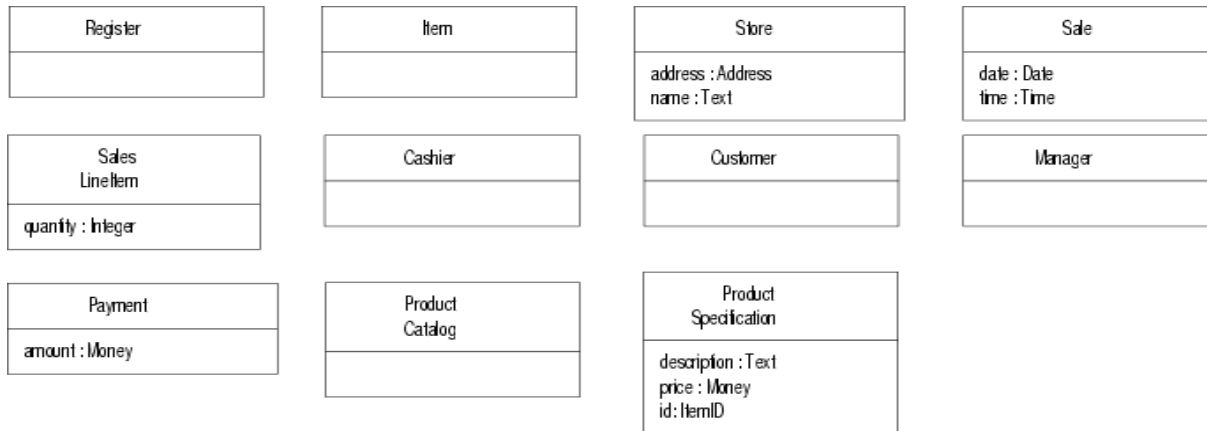 Register
Item
Store
address : Address
name : Text
Sale
date : Date
time : Time
Sales
LineItem
quantity : Integer
Cashier
Customer
Manager
Payment
amount : Money
Product
Catalog
Product
Specification
description : Text
price : Money
id: ItemID